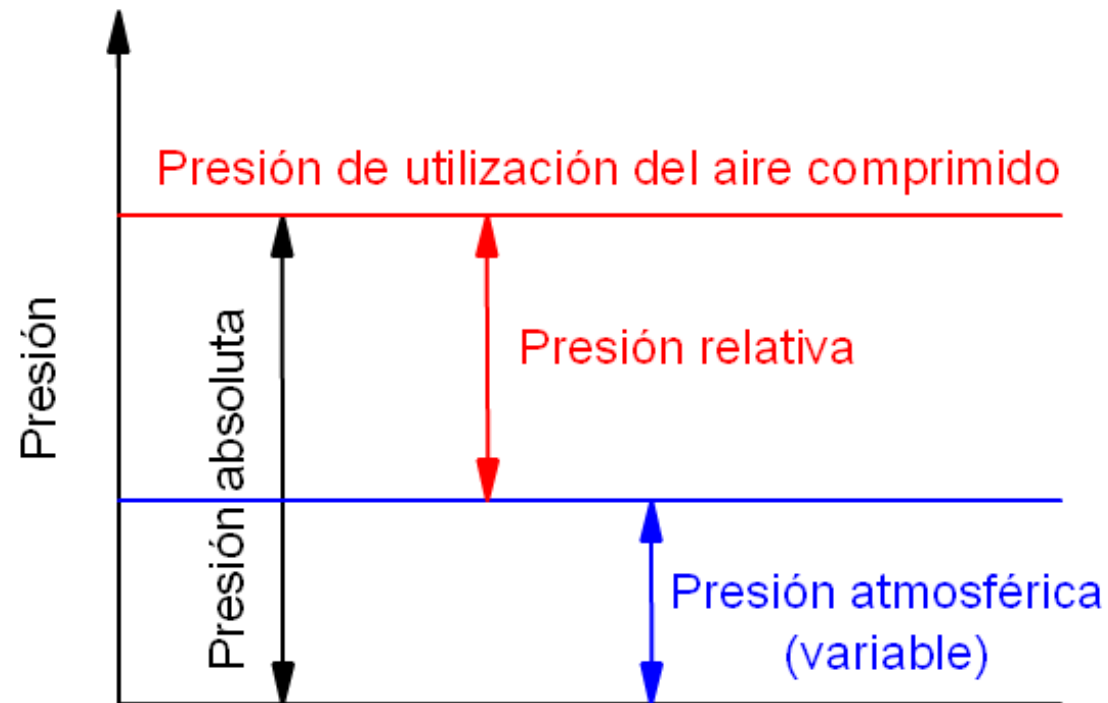 Presión de utilización del aire comprimido
Presión
Presión absoluta
Presión relativa
Presión atmosférica
(variable)